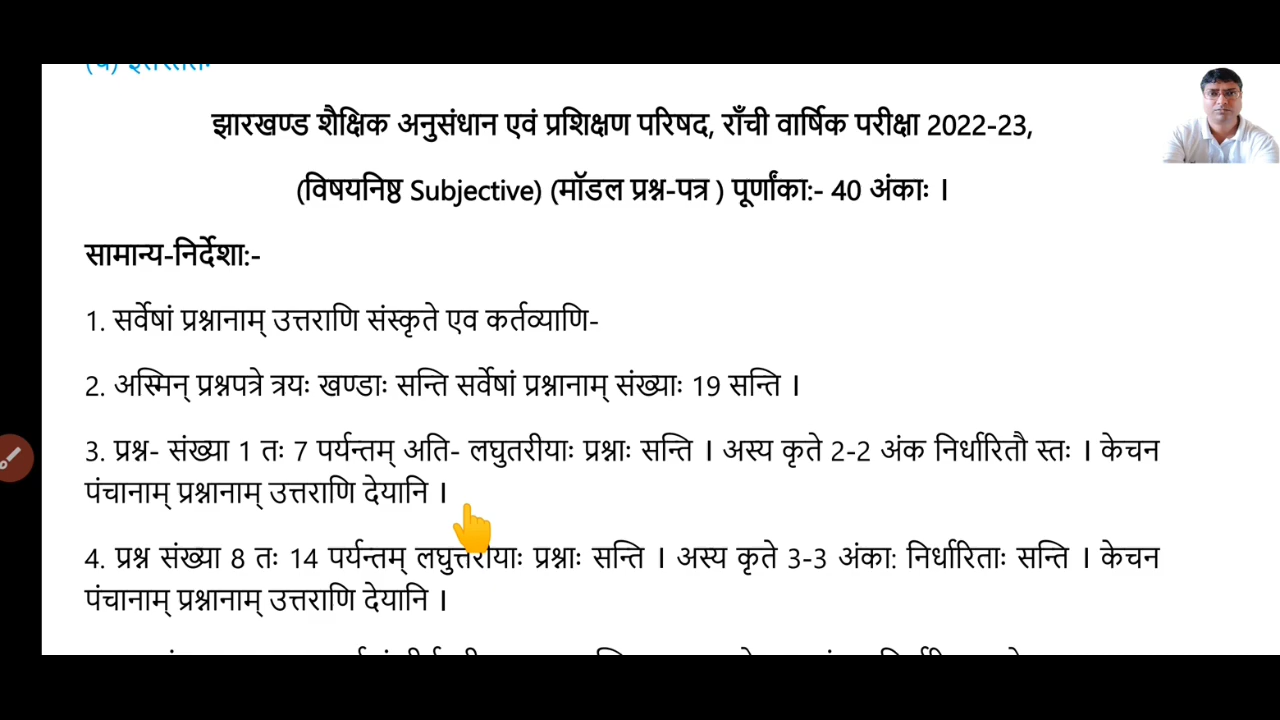 झारखण्ड शैक्षिक अनुसंधान एवं प्रशिक्षण परिषद, राँची वार्षिक परीक्षा 2022-23,
(विषयनिष्ठ Subjective) (मॉडल प्रश्न-पत्र ) पूर्णांका:- 40 अंकाः ।
सामान्य-निर्देशा:-
1. सर्वेषां प्रश्नानाम् उत्तराणि संस्कृते एव कर्तव्याणि-
2. अस्मिन् प्रश्नपत्रे त्रयः खण्डाः सन्ति सर्वेषां प्रश्नानाम् संख्याः 19 सन्ति ।
3. प्रश्न- संख्या 1 तः 7 पर्यन्तम् अति- लघुतरीयाः प्रश्नाः सन्ति । अस्य कृते 2-2 अंक निर्धारितौ स्तः । केचन
पंचानाम् प्रश्नानाम् उत्तराणि देयानि ।
4. प्रश्न संख्या 8 तः 14 पर्यन्तम् लघुत्तरीयाः प्रश्नाः सन्ति । अस्य कृते 3-3 अंका: निर्धारिताः सन्ति । केचन
पंचानाम् प्रश्नानाम् उत्तराणि देयानि ।